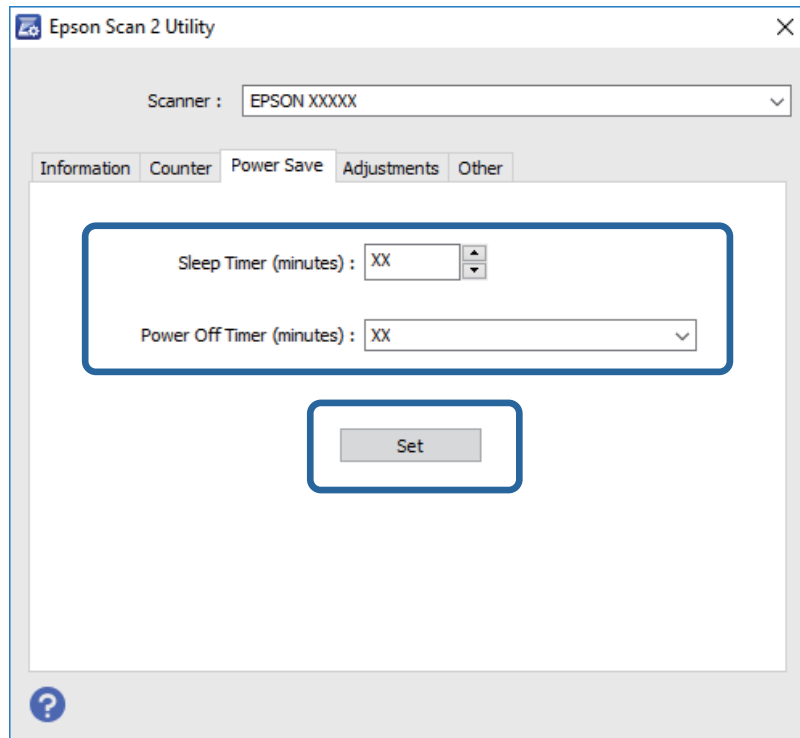 Epson Scan 2 Utility
Scanner : EPSON XXXXX
Information Counter Power Save Adjustments Other
Sleep Timer (minutes) : XX
Power Off Timer (minutes) : XX
Set
?